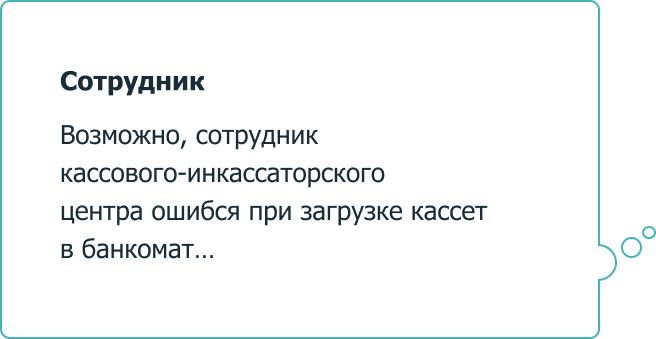 Сотрудник
Возможно, сотрудник
кассового-инкассаторского
центра ошибся при загрузке кассет
в банкомат...